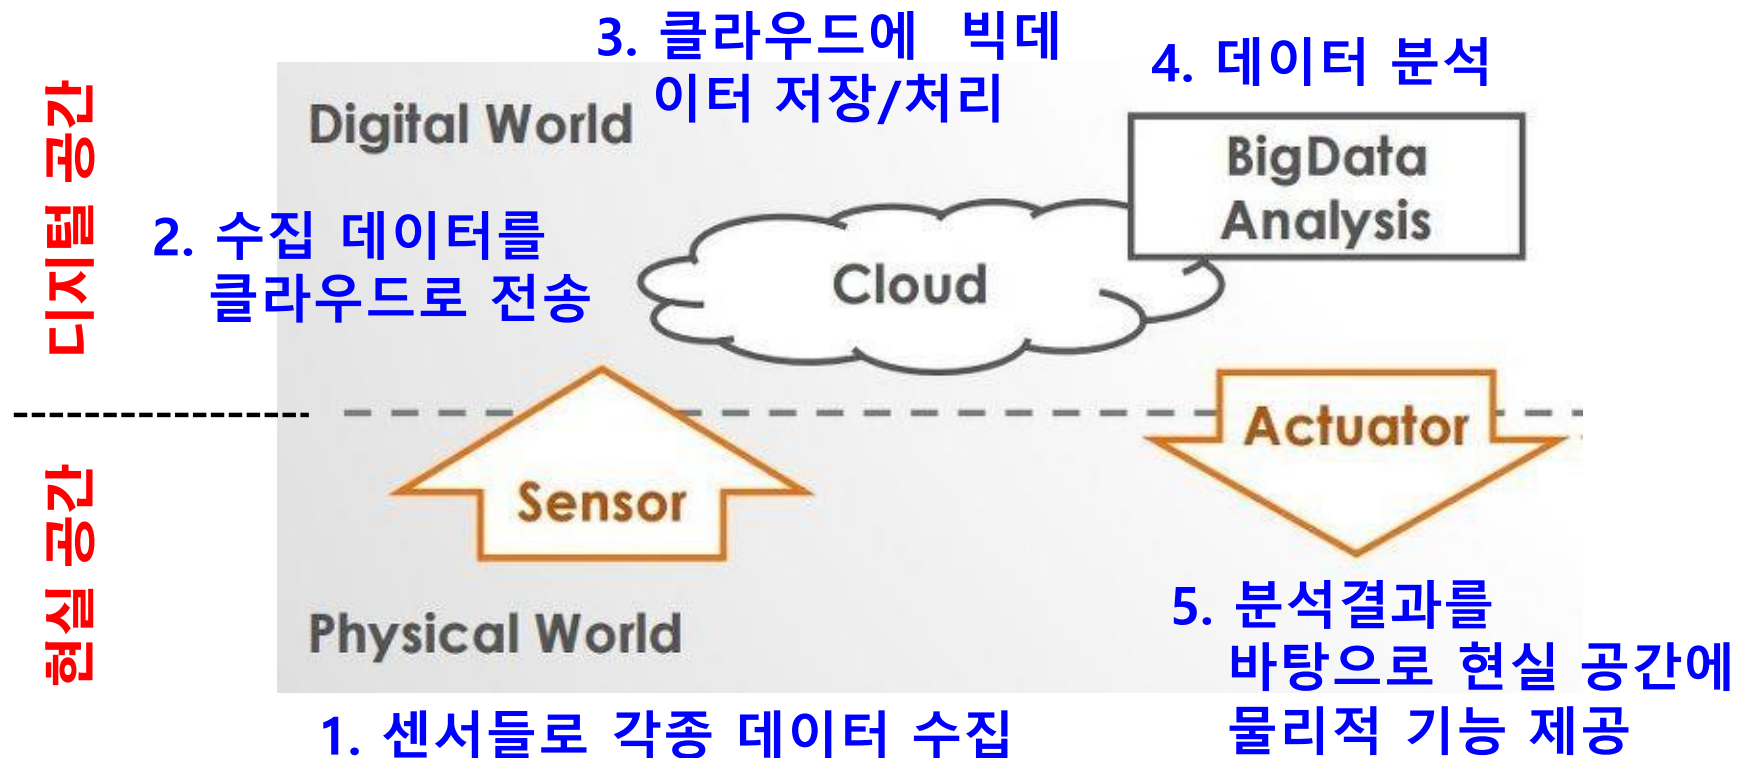 3. 클라우드에 빅데
이터 저장/처리
4. 데이터 분석
디지털 공간
Digital World
BigData
Analysis
2. 수집 데이터를
클라우드로 전송
Cloud
Actuator
Sensor
현실 공간
Physical World
5. 분석결과를
바탕으로 현실 공간에
물리적 기능 제공
1. 센서들로 각종 데이터 수집